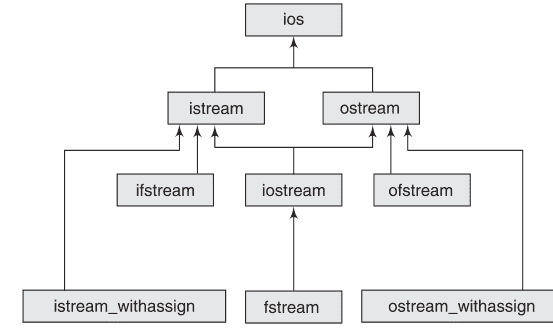 ios
istream
ostream
ifstream
iostream
ofstream
istream_withassign
fstream
ostream_withassign